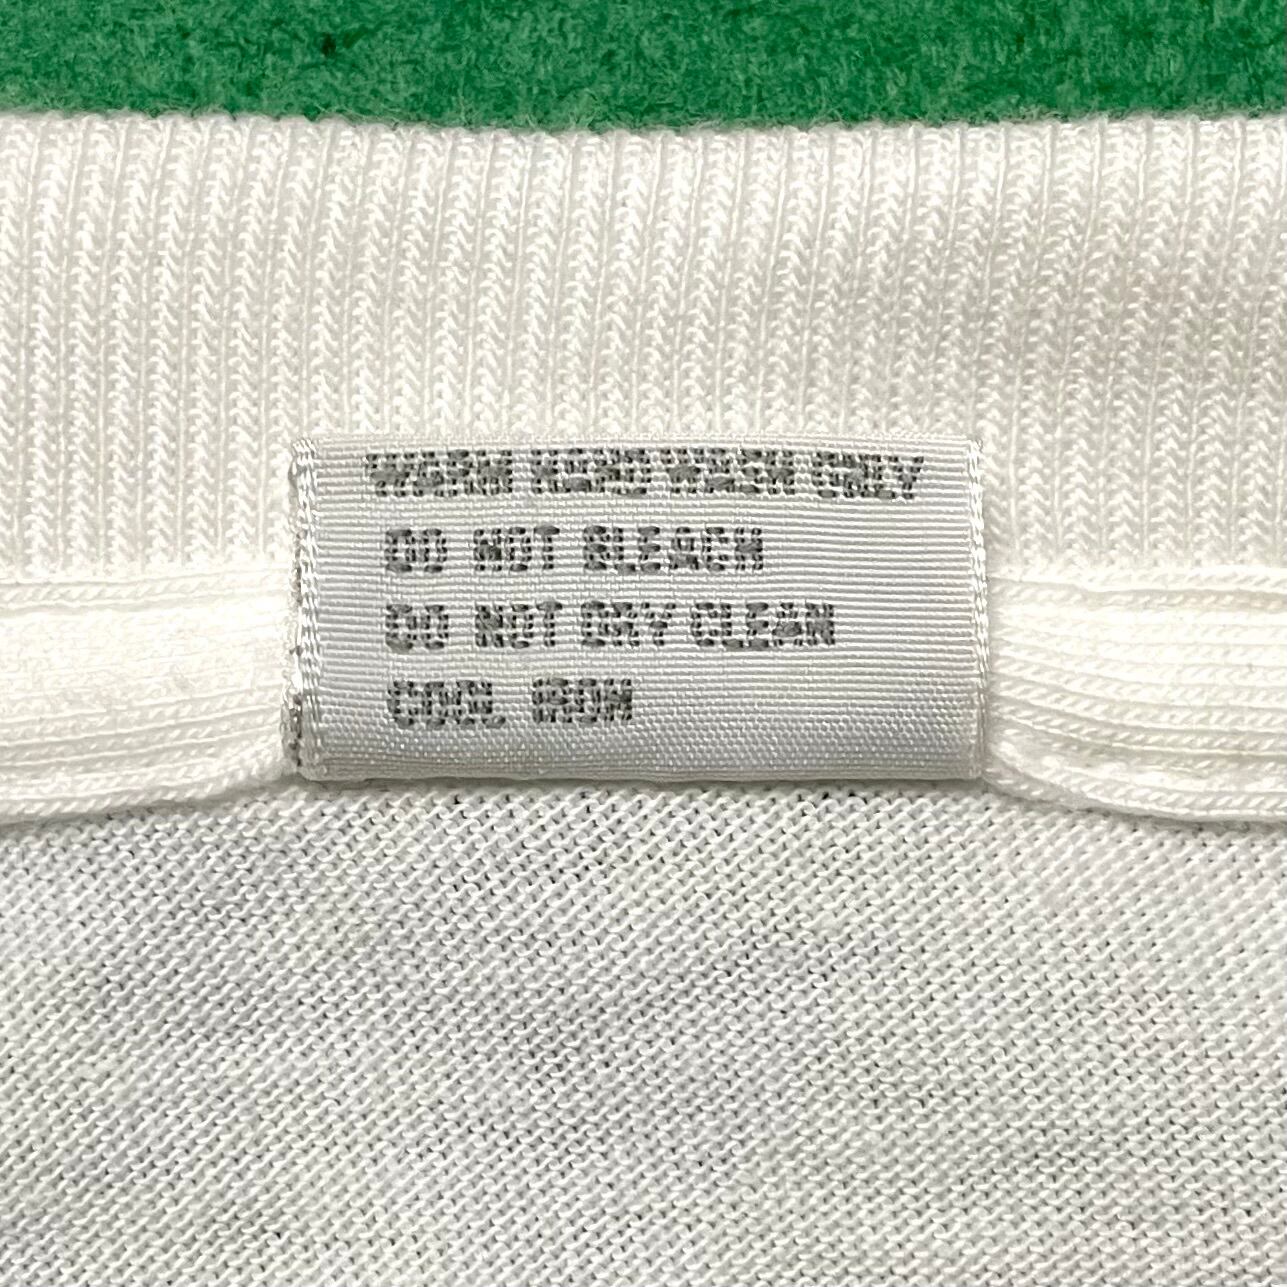 WARM HAND WASH ONLY
DO NOT BLEACH
DO NOT DRY CLEAN
COOL IRON